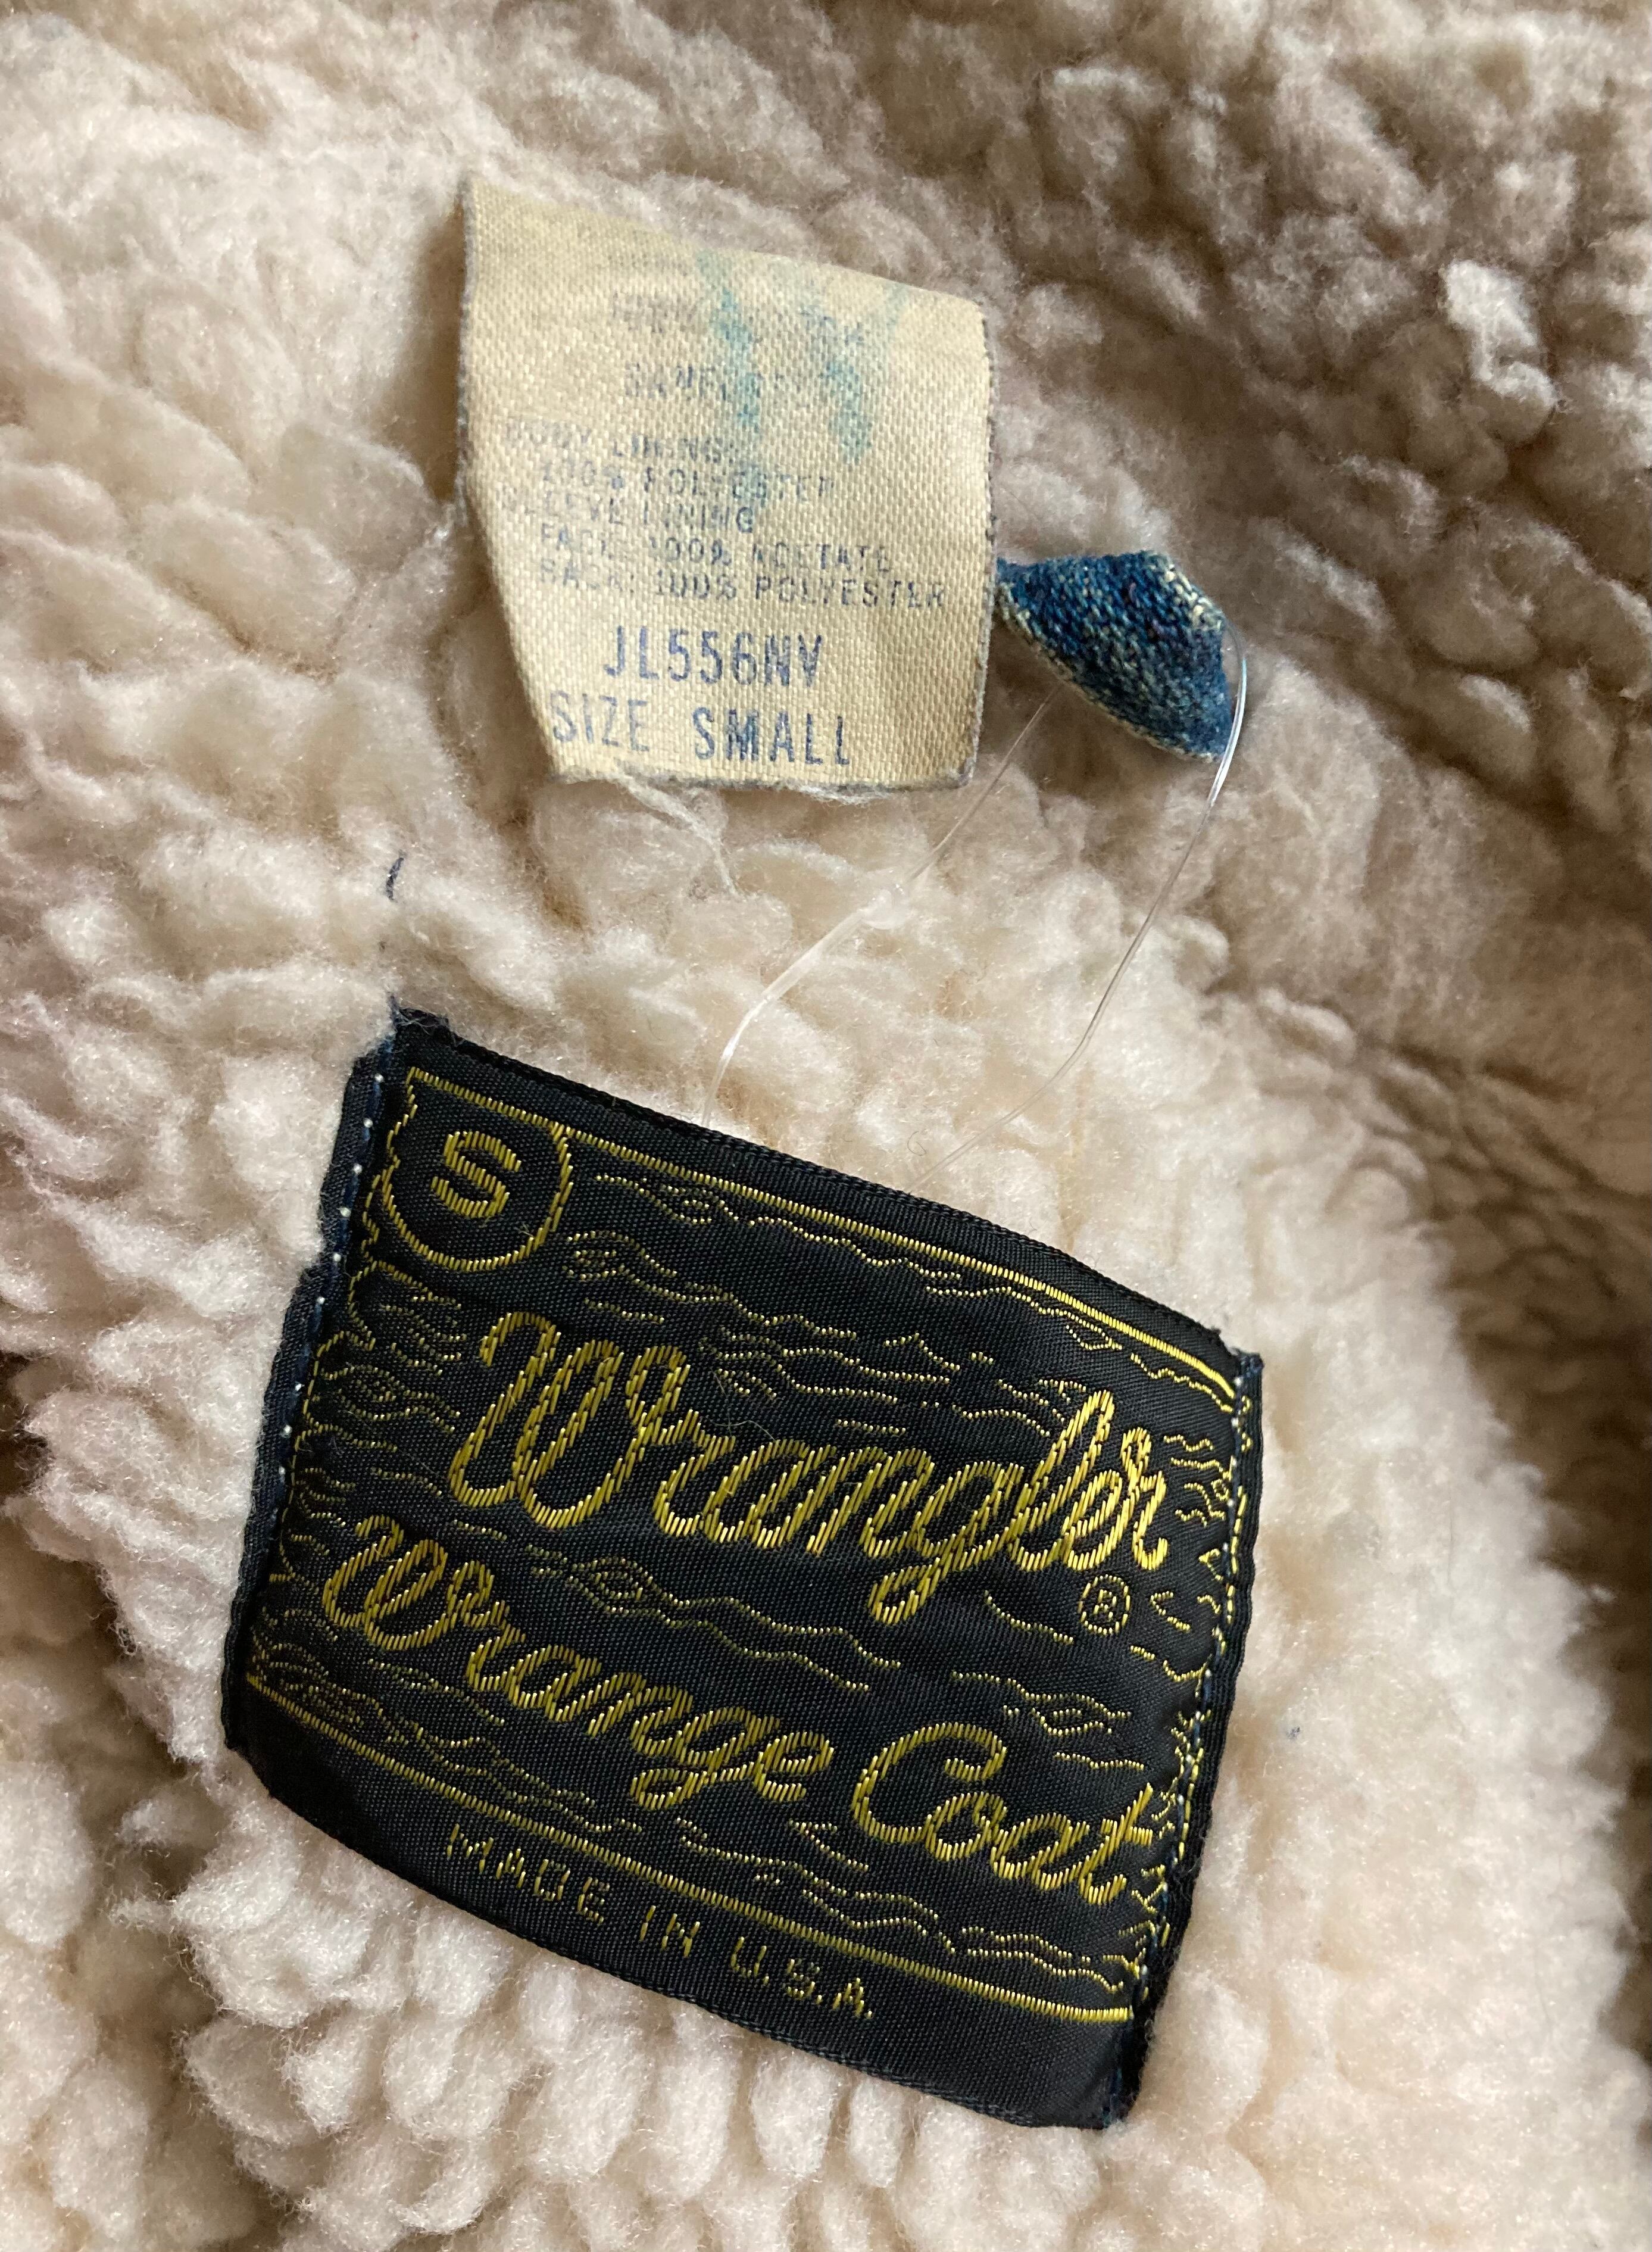 BODY LINING:
100% POLYESTER
SLEEVE LINING
FACE: 100% ACETATE
BACK: 100% POLYESTER
JL556NV
SIZE SMALL
S
Wrangler
®
Wrange Coat
MADE IN U.S.A.